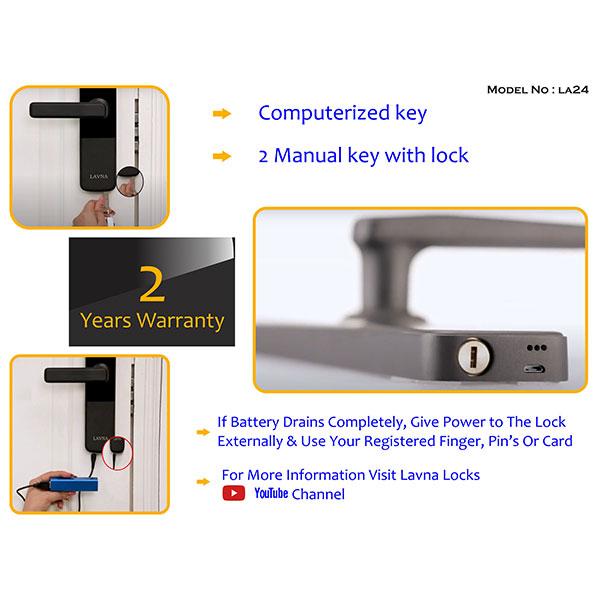 MODEL NO : LA24
Computerized key
2 Manual key with lock
LAVNA
2
Years Warranty
LAVNA
If Battery Drains Completely, Give Power to The Lock
Externally & Use Your Registered Finger, Pin’s Or Card
For More Information Visit Lavna Locks
YouTube Channel